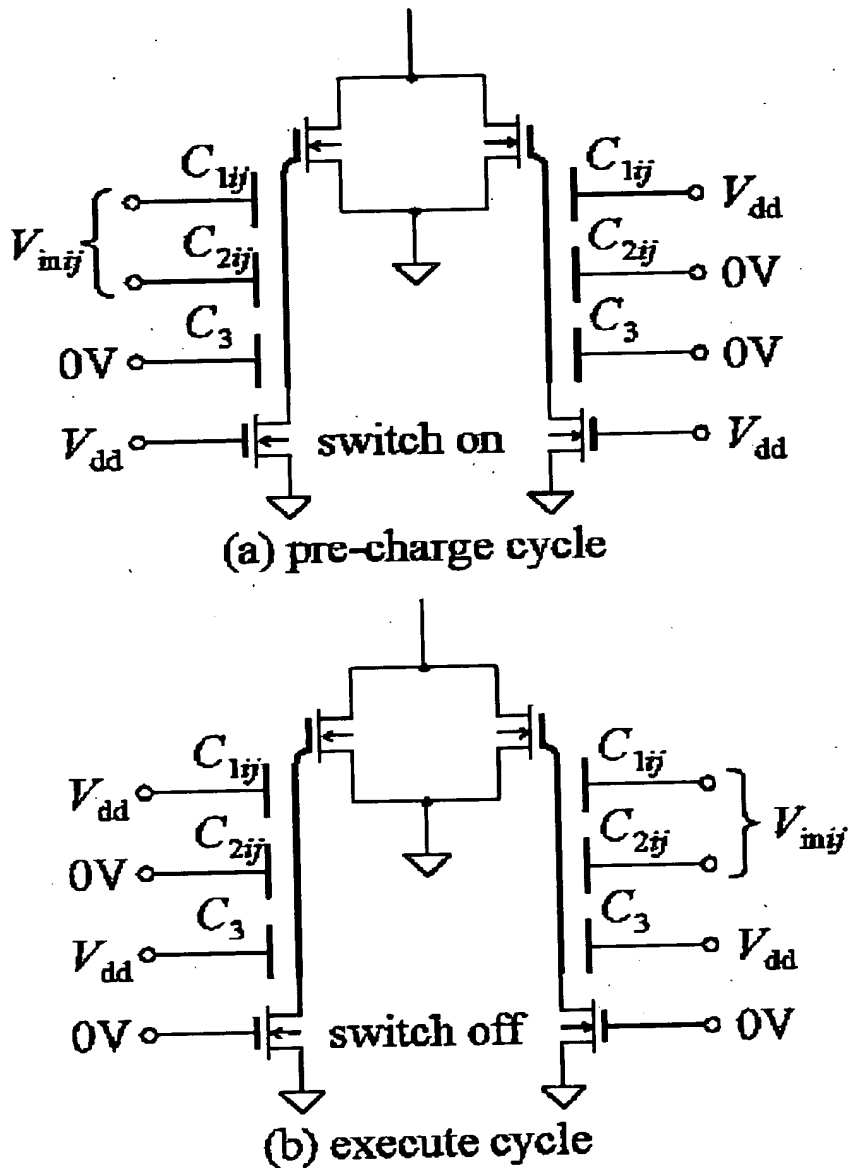 C1ij
C1ij
Vinij
Vdd
C2ij
C2ij
0V
C3
C3
0V
0V
Vdd
switch on
Vdd
(a) pre-charge cycle
C1ij
C1ij
Vdd
Vinij
C2ij
C2ij
0V
C3
C3
Vdd
Vdd
0V
switch off
0V
(b) execute cycle